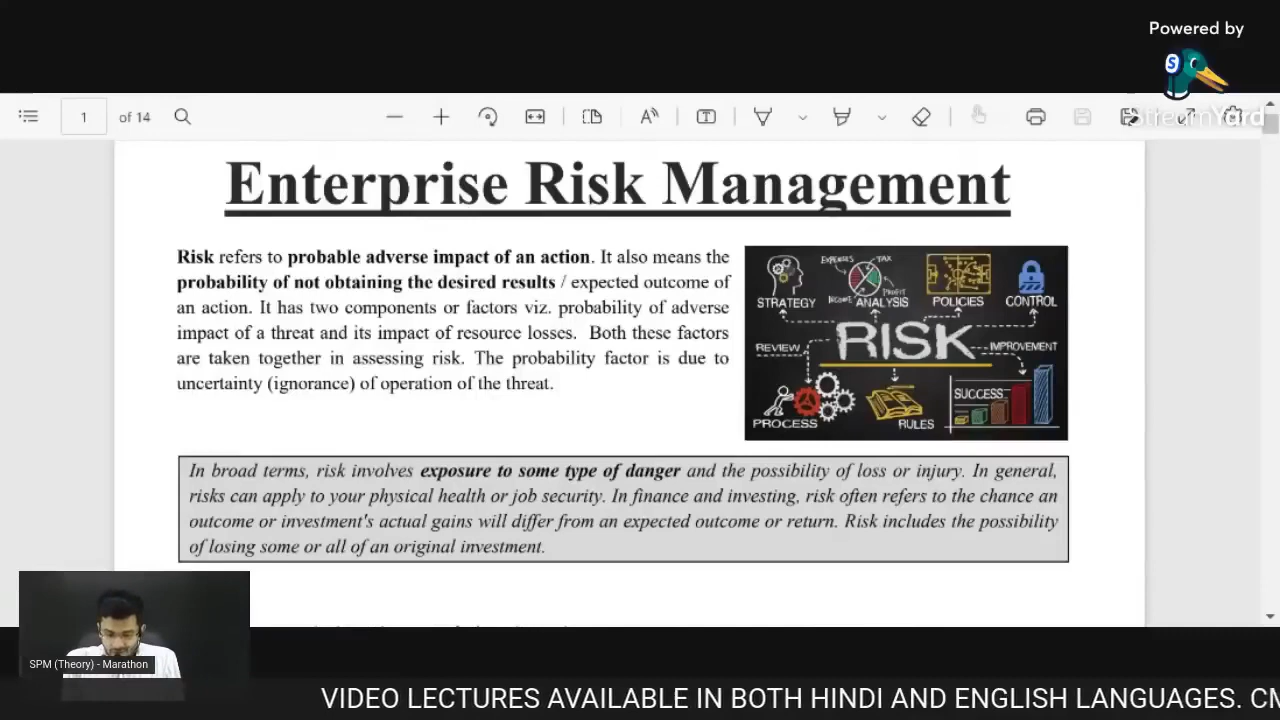 Powered by
S
StreamYard
1 of 14
Enterprise Risk Management
Risk refers to probable adverse impact of an action. It also means the
probability of not obtaining the desired results / expected outcome of
an action. It has two components or factors viz. probability of adverse
impact of a threat and its impact of resource losses. Both these factors
are taken together in assessing risk. The probability factor is due to
uncertainty (ignorance) of operation of the threat.
EXPENSES
TAX
PROFIT
INCOME
STRATEGY
ANALYSIS
POLICIES
CONTROL
RISK
REVIEW
IMPROVEMENT
SUCCESS
PROCESS
RULES
In broad terms, risk involves exposure to some type of danger and the possibility of loss or injury. In general,
risks can apply to your physical health or job security. In finance and investing, risk often refers to the chance an
outcome or investment's actual gains will differ from an expected outcome or return. Risk includes the possibility
of losing some or all of an original investment.
SPM (Theory) - Marathon
VIDEO LECTURES AVAILABLE IN BOTH HINDI AND ENGLISH LANGUAGES. CM